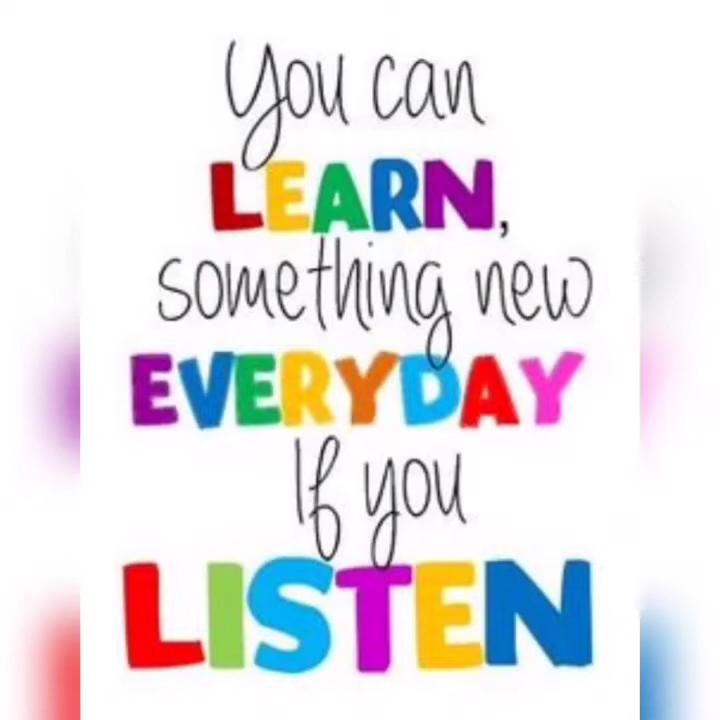 You can
LEARN,
something new
EVERYDAY
If you
LISTEN